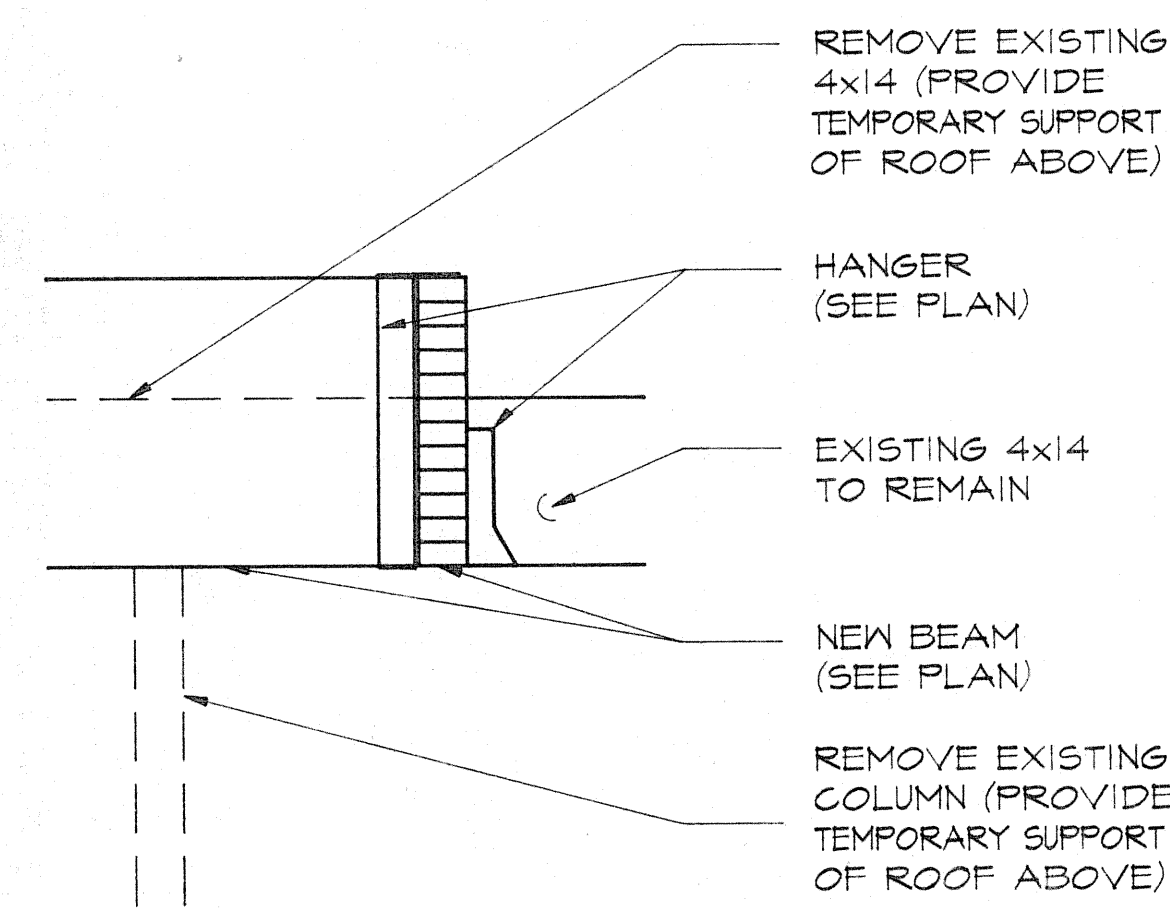 REMOVE EXISTING
4x14 (PROVIDE
TEMPORARY SUPPORT
OF ROOF ABOVE)
HANGER
(SEE PLAN)
EXISTING 4x14
TO REMAIN
NEW BEAM
(SEE PLAN)
REMOVE EXISTING
COLUMN (PROVIDE
TEMPORARY SUPPORT
OF ROOF ABOVE)